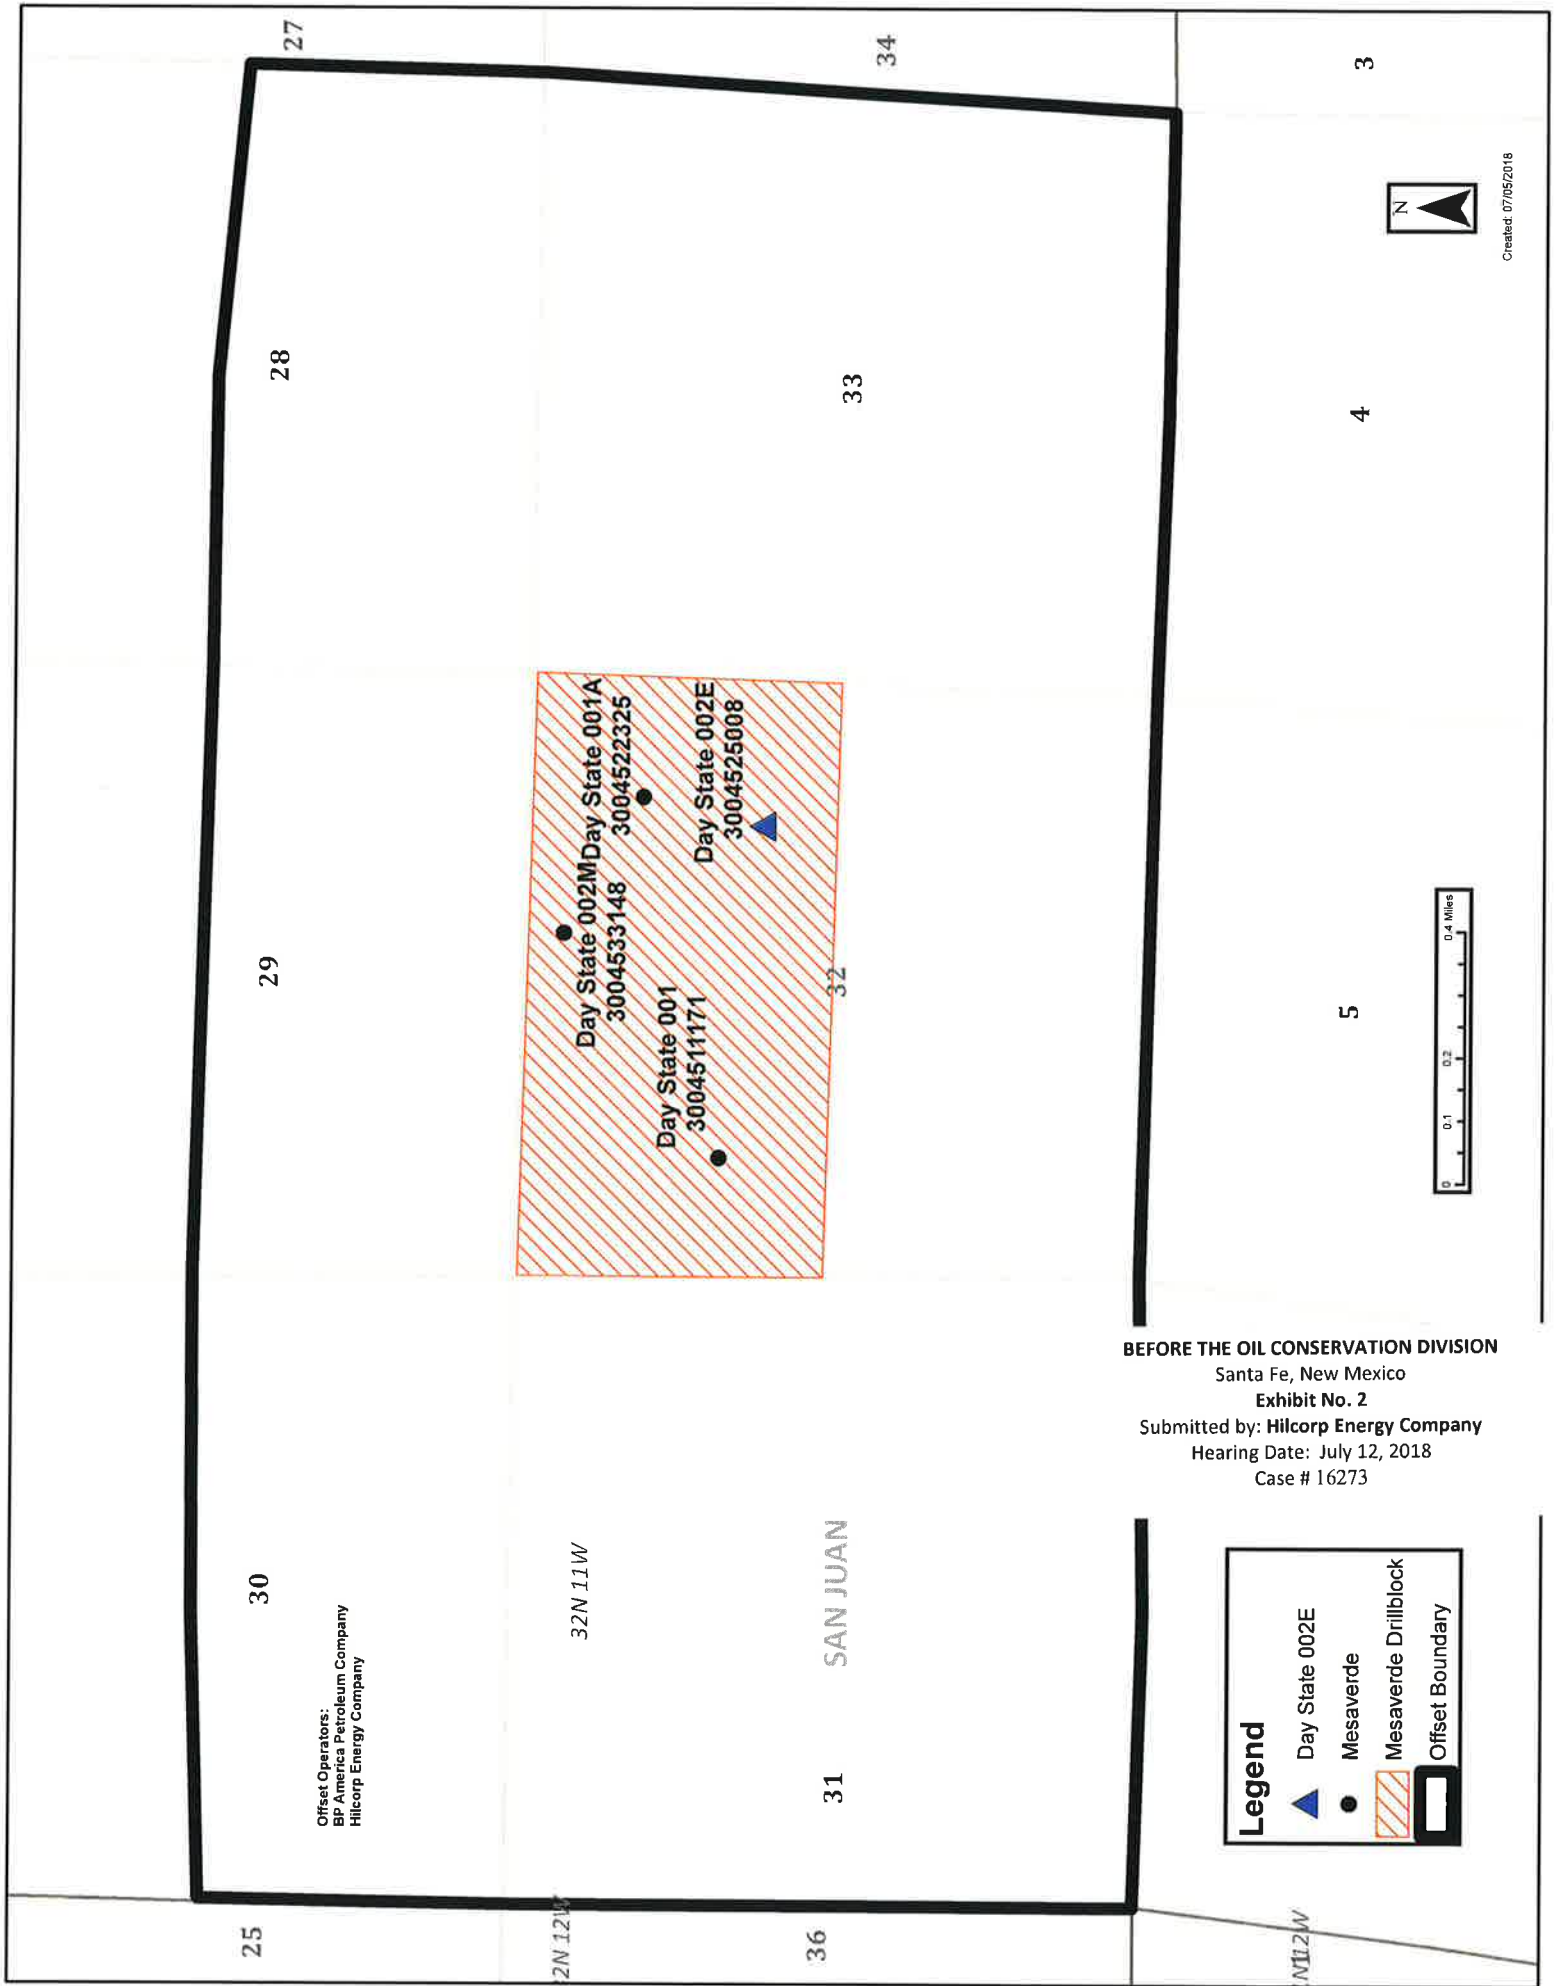 25
30
29
28
27
Offset Operators:
BP America Petroleum Company
Hilcorp Energy Company
2N 12W
32N 11W
Day State 002M
3004533148
Day State 001A
3004522325
Day State 001
3004511171
Day State 002E
3004525008
36
31
SAN JUAN
32
33
34
5
4
3
N 12W
Legend
Day State 002E
Mesaverde
Mesaverde Drillblock
Offset Boundary
BEFORE THE OIL CONSERVATION DIVISION
Santa Fe, New Mexico
Exhibit No. 2
Submitted by: Hilcorp Energy Company
Hearing Date: July 12, 2018
Case # 16273
0 0.1 0.2 0.4 Miles
N
Created: 07/05/2018